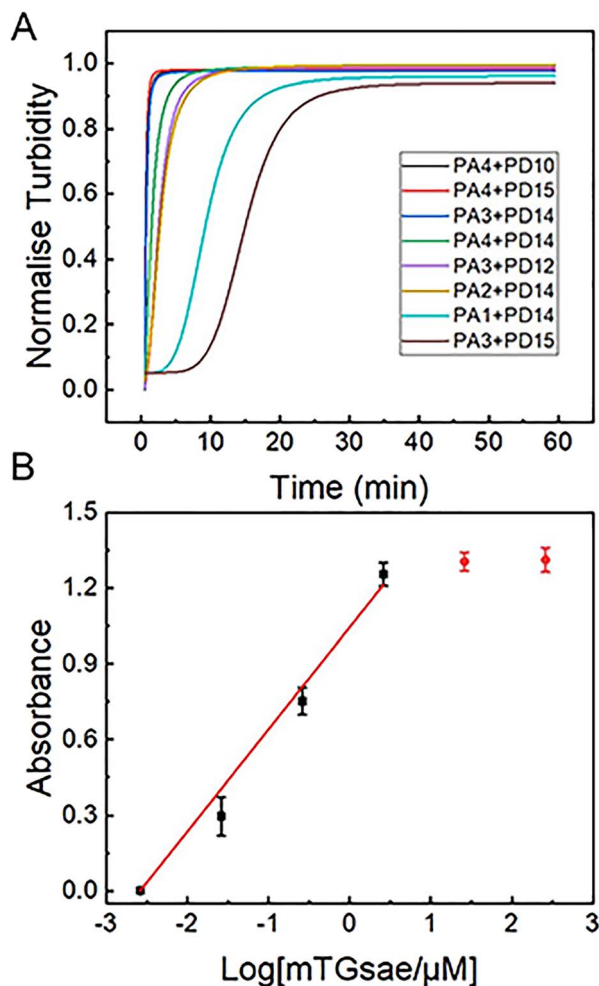 A
Normalise Turbidity
1.0
0.8
0.6
0.4
0.2
0.0
PA4+PD10
PA4+PD15
PA3+PD14
PA4+PD14
PA3+PD12
PA2+PD14
PA1+PD14
PA3+PD15
0 10 20 30 40 50 60
Time (min)
B
Absorbance
1.5
1.2
0.9
0.6
0.3
0.0
-3 -2 -1 0 1 2 3
Log[mTGsae/µM]